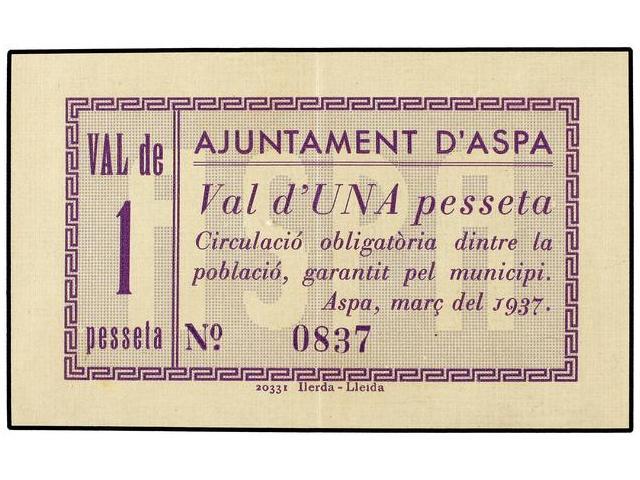 VAL de
1
pesseta
AJUNTAMENT D'ASPA
Val d'UNA pesseta
Circulació obligatòria dintre la
població, garantit pel municipi.
Aspa, març del 1937.
Nº 0837
ASPA
20331 Ilerda - Lleida